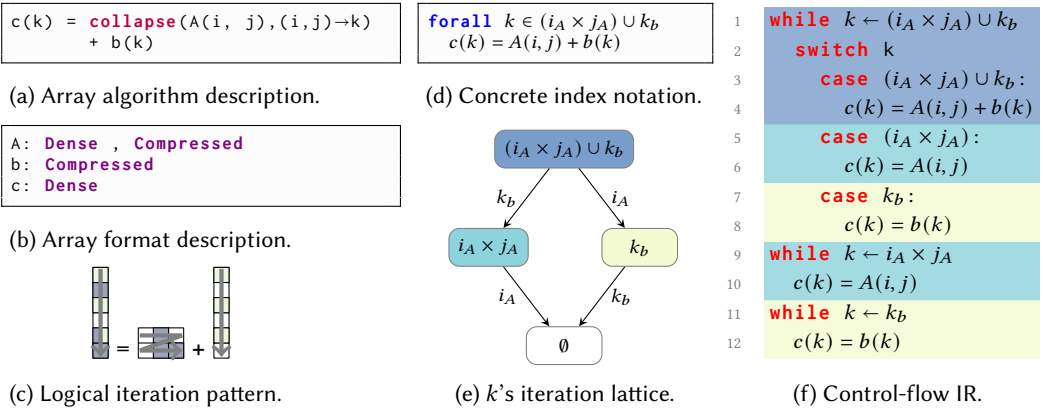 c(k) = collapse(A(i, j),(i,j)→k)
+ b(k)
(a) Array algorithm description.
A: Dense , Compressed
b: Compressed
c: Dense
(b) Array format description.
= +
(c) Logical iteration pattern.
forall k ∈ (i_A × j_A) ∪ k_b
c(k) = A(i, j) + b(k)
(d) Concrete index notation.
(i_A × j_A) ∪ k_b
k_b i_A
i_A × j_A k_b
i_A k_b
∅
(e) k's iteration lattice.
1 while k ← (i_A × j_A) ∪ k_b
2 switch k
3 case (i_A × j_A) ∪ k_b:
4 c(k) = A(i, j) + b(k)
5 case (i_A × j_A):
6 c(k) = A(i, j)
7 case k_b:
8 c(k) = b(k)
9 while k ← i_A × j_A
10 c(k) = A(i, j)
11 while k ← k_b
12 c(k) = b(k)
(f) Control-flow IR.